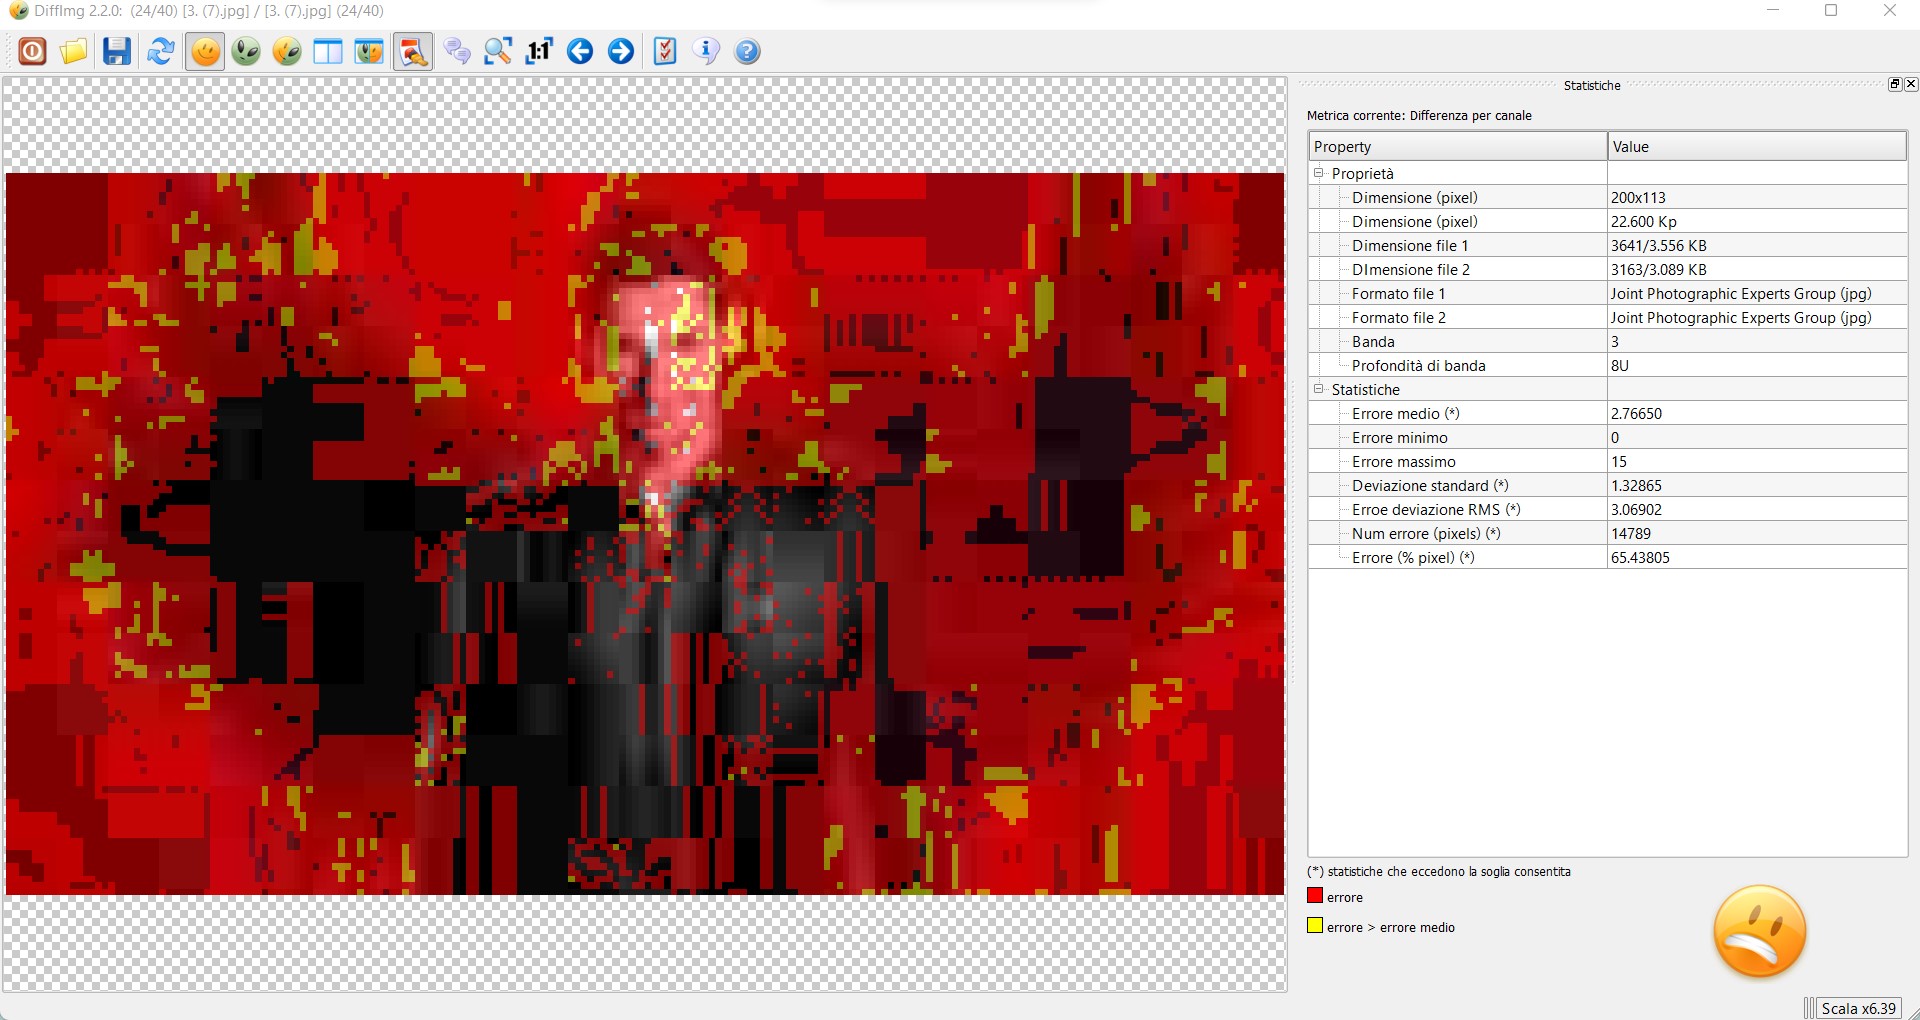 DiffImg 2.2.0:  (24/40) [3. (7).jpg] / [3. (7).jpg] (24/40)
1:1
Statistiche
Metrica corrente: Differenza per canale
Property Value
Proprietà
Dimensione (pixel) 200x113
Dimensione (pixel) 22.600 Kp
Dimensione file 1 3641/3.556 KB
DImensione file 2 3163/3.089 KB
Formato file 1 Joint Photographic Experts Group (jpg)
Formato file 2 Joint Photographic Experts Group (jpg)
Banda 3
Profondità di banda 8U
Statistiche
Errore medio (*) 2.76650
Errore minimo 0
Errore massimo 15
Deviazione standard (*) 1.32865
Erroe deviazione RMS (*) 3.06902
Num errore (pixels) (*) 14789
Errore (% pixel) (*) 65.43805
(*) statistiche che eccedono la soglia consentita
errore
errore > errore medio
Scala x6.39